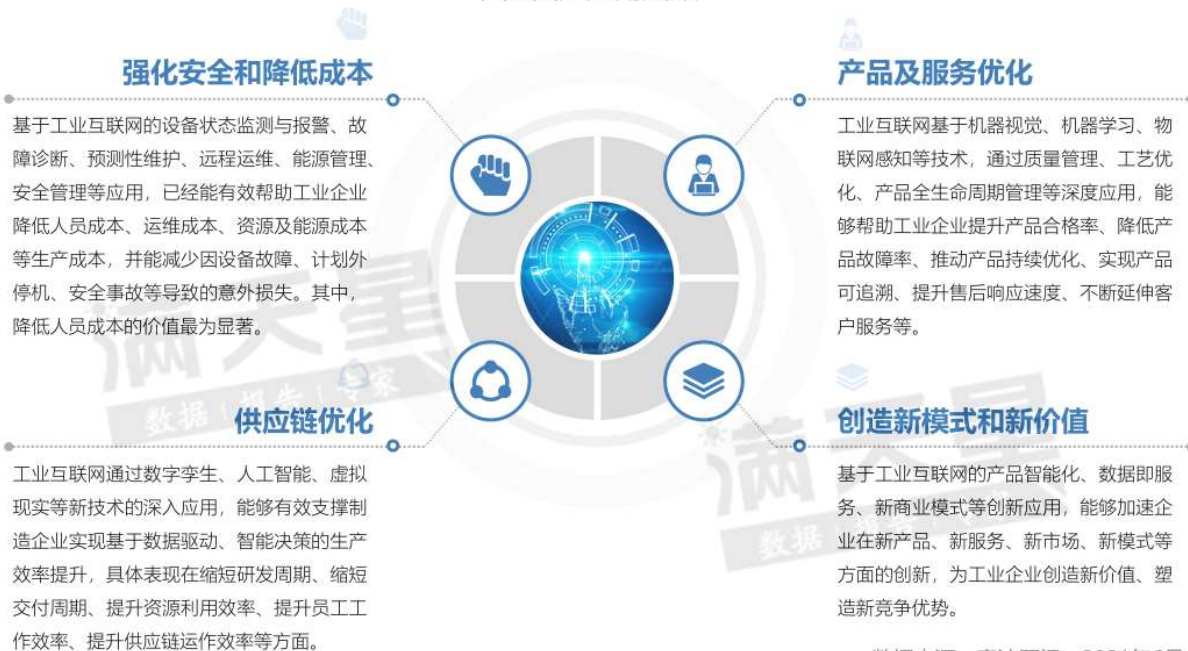 强化安全和降低成本
基于工业互联网的设备状态监测与报警、故
障诊断、预测性维护、远程运维、能源管理、
安全管理等应用，已经能有效帮助工业企业
降低人员成本、运维成本、资源及能源成本
等生产成本，并能减少因设备故障、计划外
停机、安全事故等导致的意外损失。其中，
降低人员成本的价值最为显著。
产品及服务优化
工业互联网基于机器视觉、机器学习、物
联网感知等技术，通过质量管理、工艺优
化、产品全生命周期管理等深度应用，能
够帮助工业企业提升产品合格率、降低产
品故障率、推动产品持续优化、实现产品
可追溯、提升售后响应速度、不断延伸客
户服务等。
供应链优化
工业互联网通过数字孪生、人工智能、虚拟
现实等新技术的深入应用，能够有效支撑制
造企业实现基于数据驱动、智能决策的生产
效率提升，具体表现在缩短研发周期、缩短
交付周期、提升资源利用效率、提升员工工
作效率、提升供应链运作效率等方面。
创造新模式和新价值
基于工业互联网的产品智能化、数据即服
务、新商业模式等创新应用，能够加速企
业在新产品、新服务、新市场、新模式等
方面的创新，为工业企业创造新价值、塑
造新竞争优势。
满天星
数据 | 报告 | 专家
满天星
数据